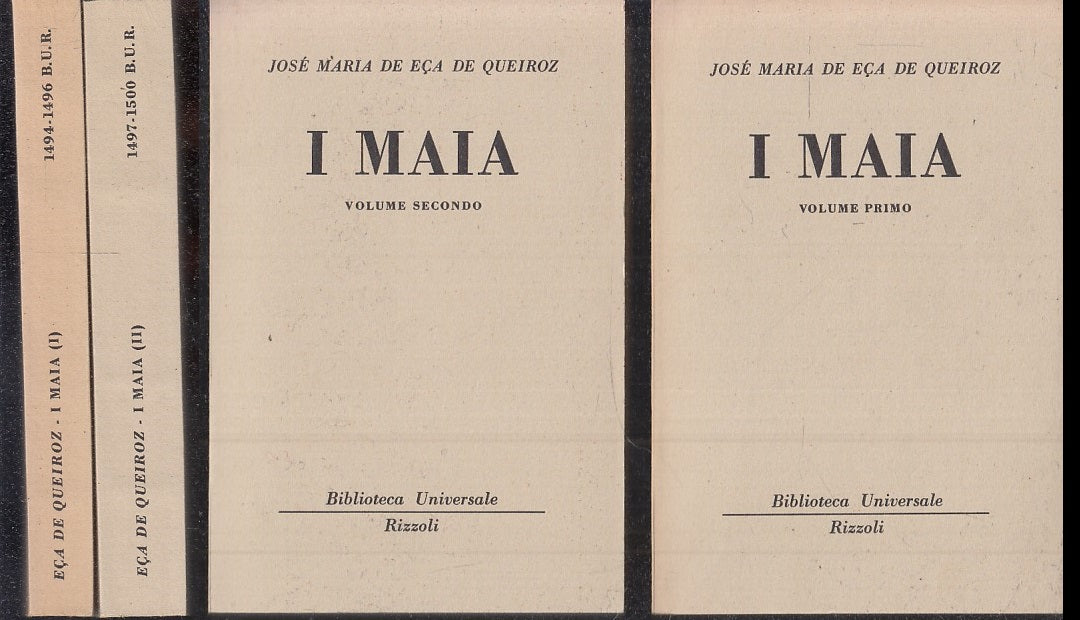 EÇA DE QUEIROZ - I MAIA (I) 1494-1496 B.U.R.
EÇA DE QUEIROZ - I MAIA (II) 1497-1500 B.U.R.
JOSÉ MARIA DE EÇA DE QUEIROZ
I MAIA
VOLUME SECONDO
Biblioteca Universale
Rizzoli
JOSÉ MARIA DE EÇA DE QUEIROZ
I MAIA
VOLUME PRIMO
Biblioteca Universale
Rizzoli